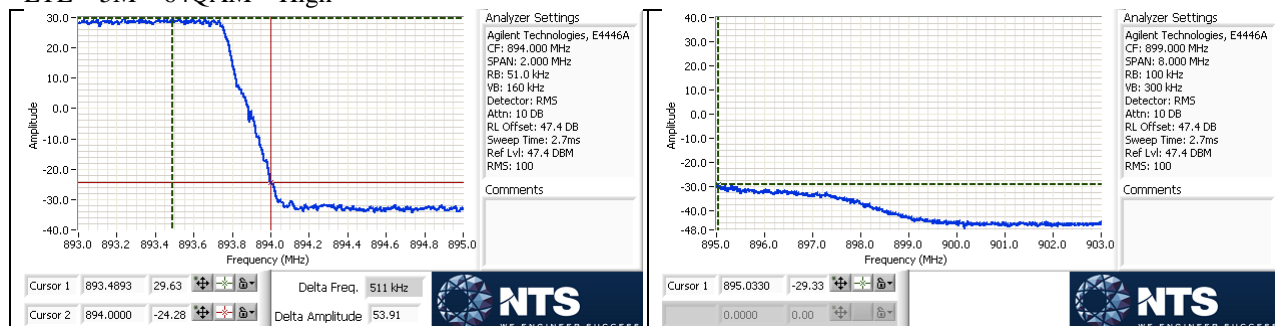 LTE - 5M - 64QAM - High
30.0
20.0
10.0
0.0
-10.0
-20.0
-30.0
-40.0
Amplitude
893.0 893.2 893.4 893.6 893.8 894.0 894.2 894.4 894.6 894.8 895.0
Frequency (MHz)
Analyzer Settings
Agilent Technologies, E4446A
CF: 894.000 MHz
SPAN: 2.000 MHz
RB: 51.0 kHz
VB: 160 kHz
Detector: RMS
Attn: 10 DB
RL Offset: 47.4 DB
Sweep Time: 2.7ms
Ref Lvl: 47.4 DBM
RMS: 100
Comments
Cursor 1 893.4893 29.63
Cursor 2 894.0000 -24.28
Delta Freq. 511 kHz
Delta Amplitude 53.91
NTS
WE ENGINEER SUCCESS
40.0
30.0
20.0
10.0
0.0
-10.0
-20.0
-30.0
-40.0
-48.0
Amplitude
895.0 896.0 897.0 898.0 899.0 900.0 901.0 902.0 903.0
Frequency (MHz)
Analyzer Settings
Agilent Technologies, E4446A
CF: 899.000 MHz
SPAN: 8.000 MHz
RB: 100 kHz
VB: 300 kHz
Detector: RMS
Attn: 10 DB
RL Offset: 47.4 DB
Sweep Time: 2.7ms
Ref Lvl: 47.4 DBM
RMS: 100
Comments
Cursor 1 895.0330 -29.33
0.0000 0.00
NTS
WE ENGINEER SUCCESS